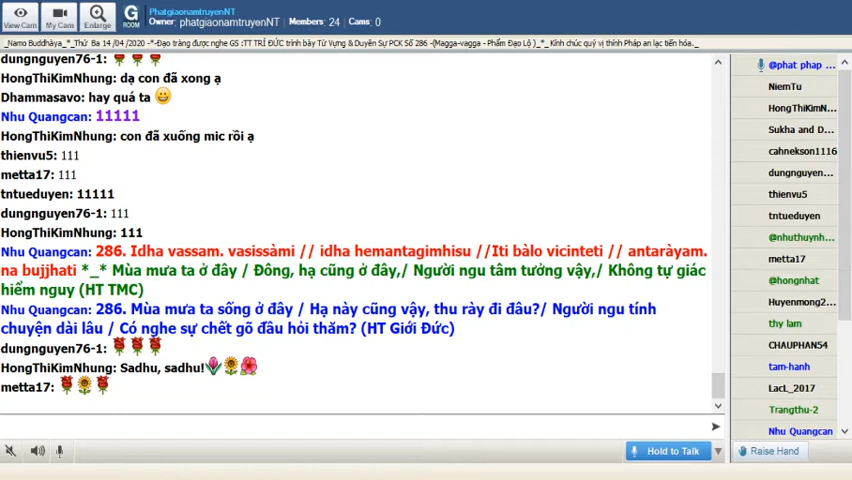 View Cam
My Cam
Enlarge
G
ROOM
PhatgiaonamtruyenNT
Owner: phatgiaonamtruyenNT Members: 24 Cams: 0
_Namo Buddhàya_*_Thứ Ba 14 /04 /2020 -*-Đạo tràng được nghe GS :TT TRÍ ĐỨC trình bày Từ Vựng & Duyên Sự PCK Số 286 -(Magga-vagga - Phẩm Đạo Lộ )_*_ Kính chúc quý vị thính Pháp an lạc tiến hóa._
dungnguyen76-1:
HongThiKimNhung: dạ con đã xong ạ
Dhammasavo: hay quá ta
Nhu Quangcan: 11111
HongThiKimNhung: con đã xuống mic rồi ạ
thienvu5: 111
metta17: 111
tntueduyen: 11111
dungnguyen76-1: 111
HongThiKimNhung: 111
Nhu Quangcan: 286. Idha vassam. vasissàmi // idha hemantagimhisu //Iti bàlo vicinteti // antaràyam.
na bujjhati *_* Mùa mưa ta ở đây / Đông, hạ cũng ở đây,/ Người ngu tâm tưởng vậy,/ Không tự giác
hiểm nguy (HT TMC)
Nhu Quangcan: 286. Mùa mưa ta sống ở đây / Hạ này cũng vậy, thu rày đi đâu?/ Người ngu tính
chuyện dài lâu / Có nghe sự chết gõ đầu hỏi thăm? (HT Giới Đức)
dungnguyen76-1:
HongThiKimNhung: Sadhu, sadhu!
metta17:
Hold to Talk
@phat phap ...
NiemTu
HongThiKimN...
Sukha and D...
cahnekson1116
dungnguyen...
thienvu5
tntueduyen
@nhuthuynh...
metta17
@hongnhat
Huyenmong2...
thy lam
CHAUPHAN54
tam-hanh
LacL_2017
Trangthu-2
Nhu Quangcan
Raise Hand